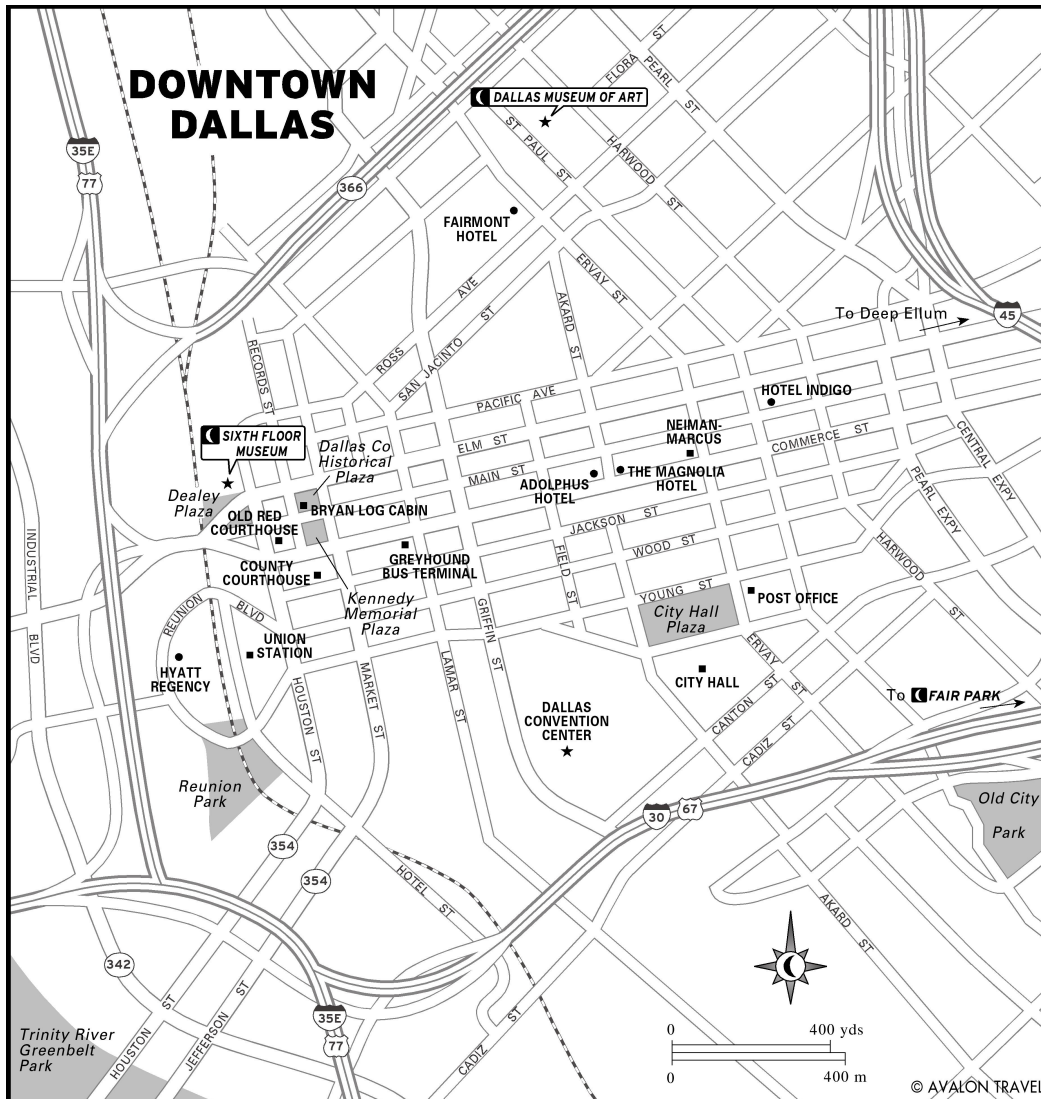 DOWNTOWN
DALLAS
FLORA
ST
PEARL
ST
DALLAS MUSEUM OF ART
35E
77
ST PAUL ST
HARWOOD
ST
366
FAIRMONT
HOTEL
ERVAY ST
ROSS
AVE
SAN JACINTO
ST
AKARD
ST
To Deep Ellum
45
RECORDS ST
PACIFIC AVE
HOTEL INDIGO
SIXTH FLOOR
MUSEUM
Dallas Co
Historical
Plaza
ELM ST
NEIMAN-
MARCUS
COMMERCE ST
CENTRAL EXPY
MAIN ST
ADOLPHUS
HOTEL
THE MAGNOLIA
HOTEL
PEARL EXPY
Dealey
Plaza
OLD RED
COURTHOUSE
BRYAN LOG CABIN
JACKSON ST
WOOD ST
HARWOOD
ST
INDUSTRIAL
BLVD
COUNTY
COURTHOUSE
GREYHOUND
BUS TERMINAL
FIELD
ST
YOUNG ST
POST OFFICE
REUNION
BLVD
Kennedy
Memorial
Plaza
GRIFFIN
ST
City Hall
Plaza
UNION
STATION
HYATT
REGENCY
HOUSTON
ST
MARKET
ST
LAMAR
ST
CITY HALL
ERVAY
ST
CANTON
ST
CADIZ
ST
To FAIR PARK
DALLAS
CONVENTION
CENTER
Reunion
Park
Old City
Park
30
67
354
354
HOTEL
ST
AKARD
ST
342
35E
77
HOUSTON
ST
JEFFERSON
ST
CADIZ
ST
Trinity River
Greenbelt
Park
0
400 yds
0
400 m
© AVALON TRAVEL